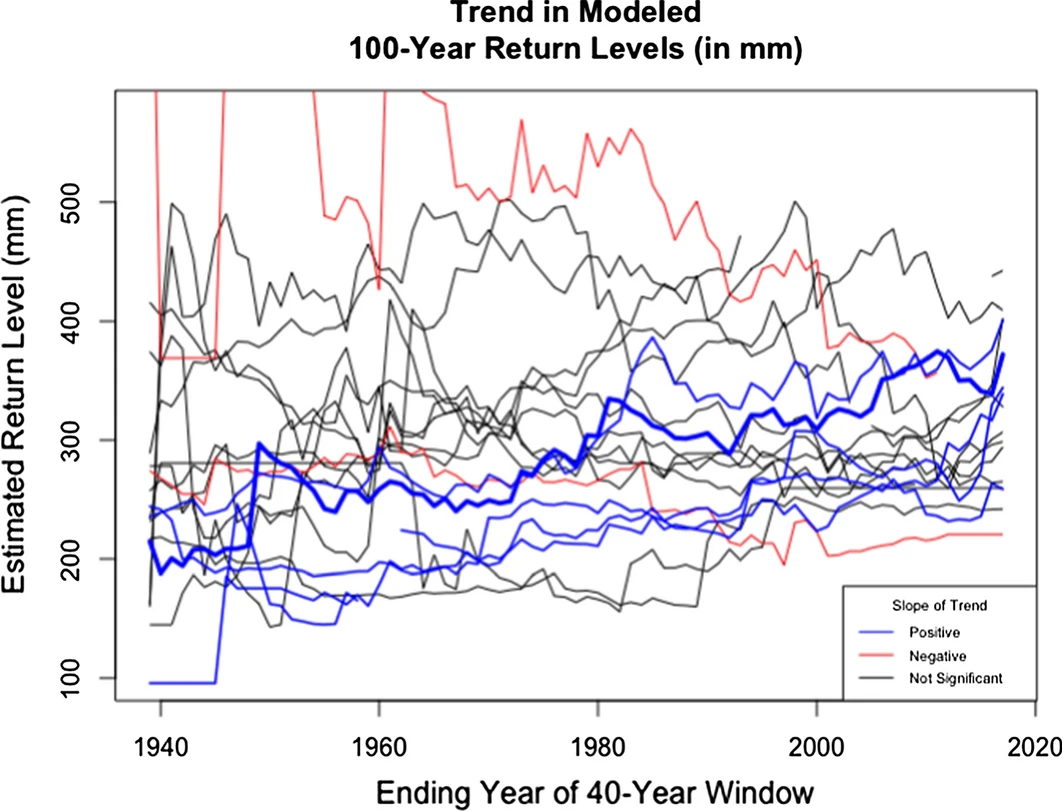 Trend in Modeled
100-Year Return Levels (in mm)
Estimated Return Level (mm)
500
400
300
200
100
1940
1960
1980
2000
2020
Ending Year of 40-Year Window
Slope of Trend
Positive
Negative
Not Significant